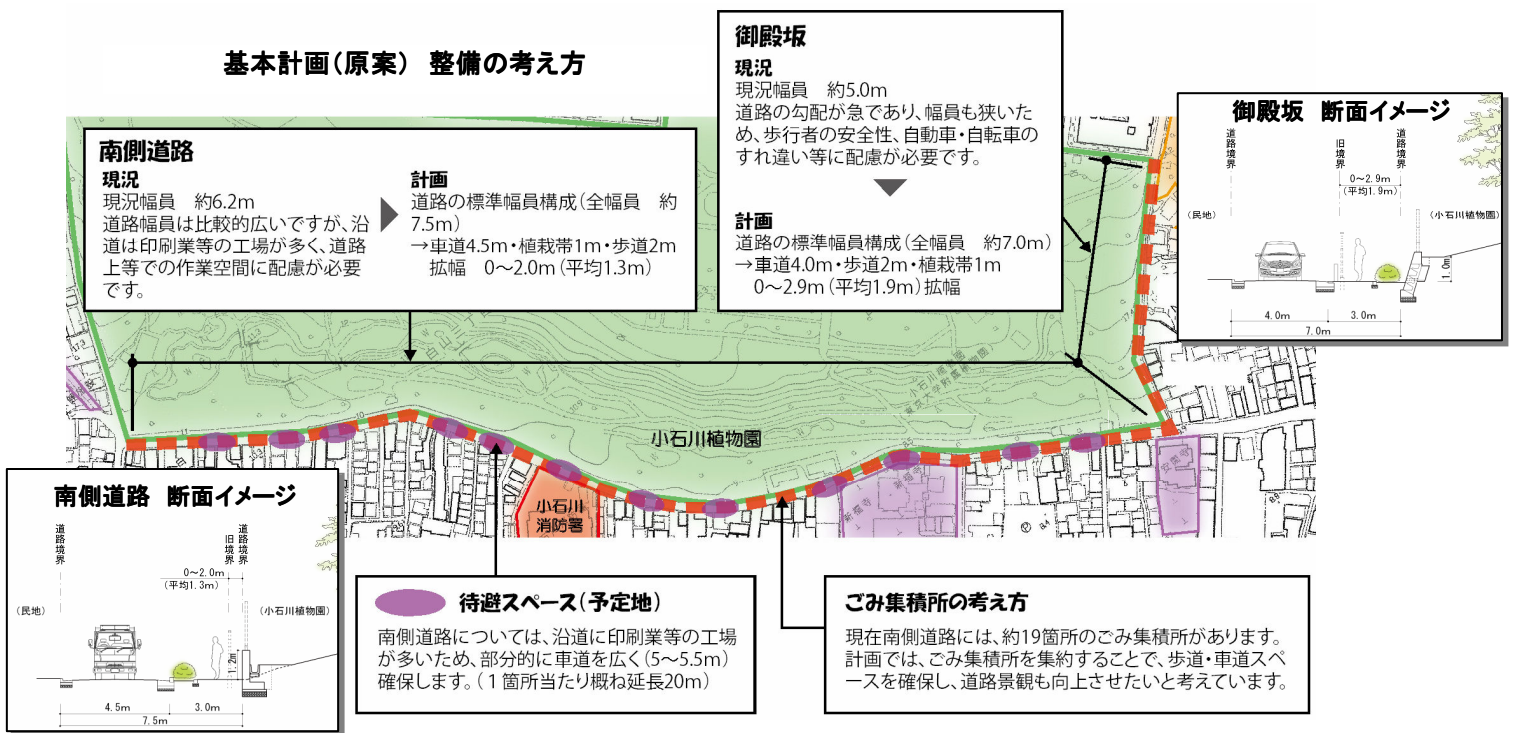 基本計画(原案) 整備の考え方
南側道路
現況
現況幅員 約6.2m
道路幅員は比較的広いですが、沿
道は印刷業等の工場が多く、道路
上等での作業空間に配慮が必要
です。
計画
道路の標準幅員構成(全幅員 約
7.5m)
→車道4.5m・植栽帯1m・歩道2m
拡幅 0～2.0m(平均1.3m)
御殿坂
現況
現況幅員 約5.0m
道路の勾配が急であり、幅員も狭いた
め、歩行者の安全性、自動車・自転車の
すれ違い等に配慮が必要です。
計画
道路の標準幅員構成(全幅員 約7.0m)
→車道4.0m・歩道2m・植栽帯1m
0～2.9m(平均1.9m)拡幅
御殿坂 断面イメージ
道路境界
旧境界
道路境界
0～2.9m
(平均1.9m)
(民地)
(小石川植物園)
1.0m
4.0m
3.0m
7.0m
小石川植物園
小石川
消防署
南側道路 断面イメージ
道路境界
旧境界
道路境界
0～2.0m
(平均1.3m)
(民地)
(小石川植物園)
1.2m
4.5m
3.0m
7.5m
待避スペース(予定地)
南側道路については、沿道に印刷業等の工場
が多いため、部分的に車道を広く(5～5.5m)
確保します。(1箇所当たり概ね延長20m)
ごみ集積所の考え方
現在南側道路には、約19箇所のごみ集積所があります。
計画では、ごみ集積所を集約することで、歩道・車道スペ
ースを確保し、道路景観も向上させたいと考えています。